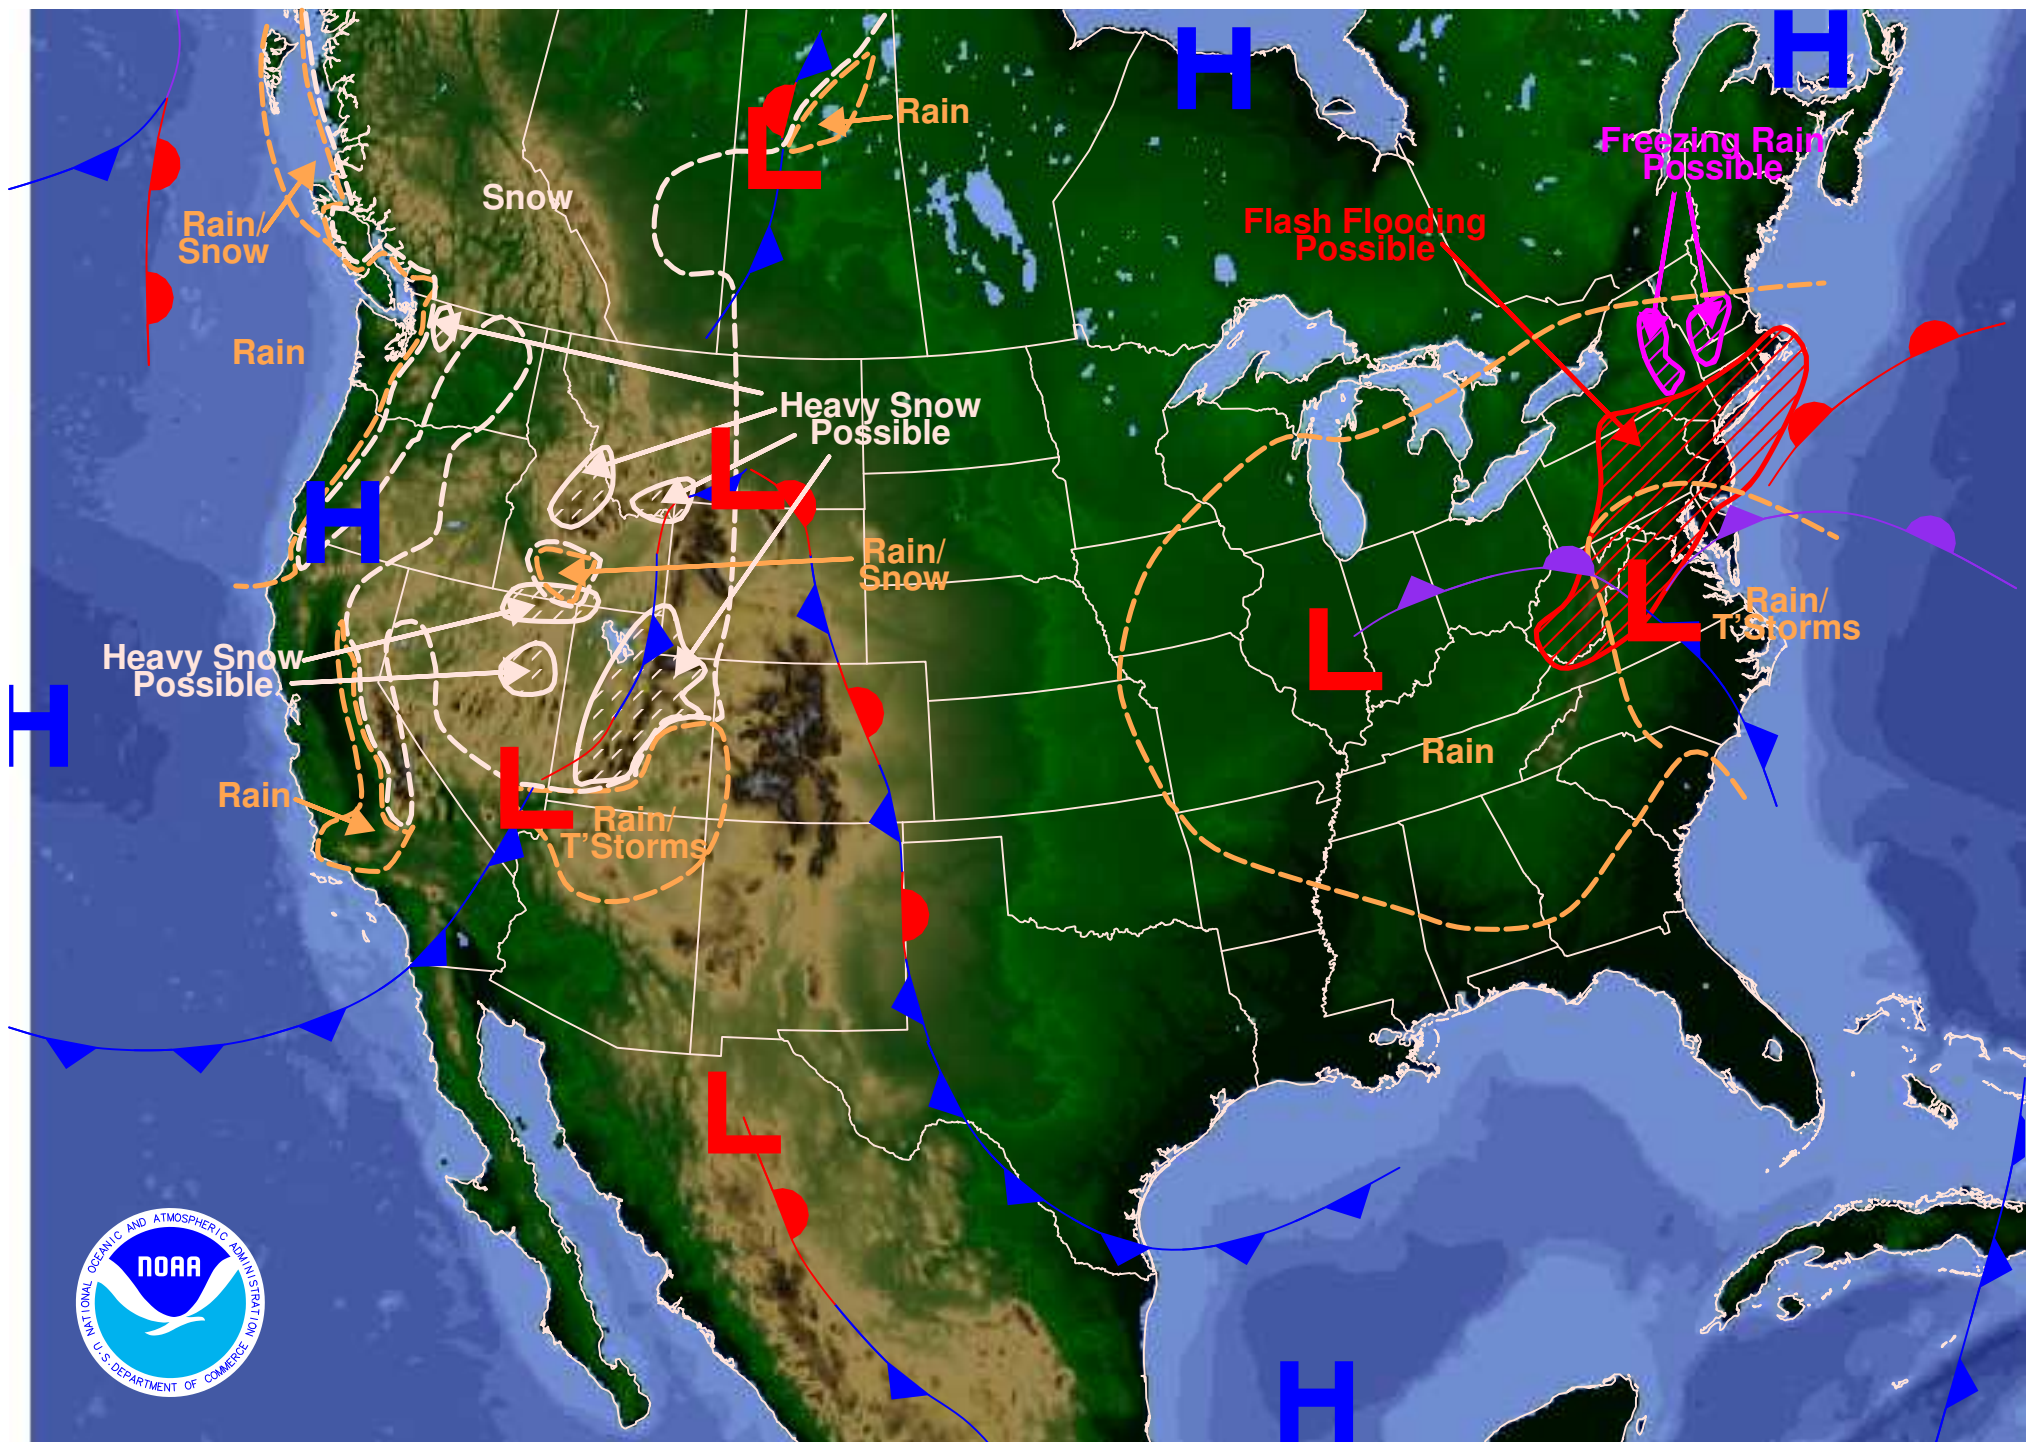 H
H
Rain
Freezing Rain
Possible
L
Snow
Rain/
Snow
Flash Flooding
Possible
Rain
Heavy Snow
Possible
L
H
Rain/
Snow
Rain/
T'Storms
L
L
Heavy Snow
Possible
H
Rain
L
Rain/
T'Storms
Rain
L
NATIONAL OCEANIC AND ATMOSPHERIC ADMINISTRATION
NOAA
U.S. DEPARTMENT OF COMMERCE
H